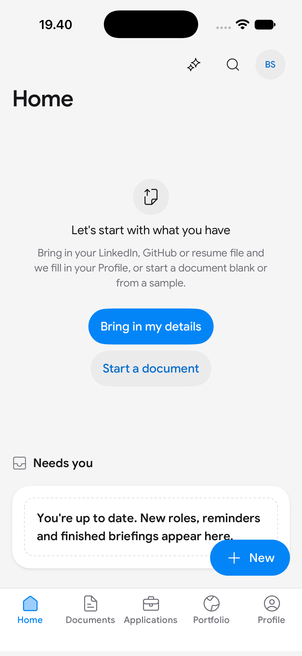 19.40
BS
Home
Let's start with what you have
Bring in your LinkedIn, GitHub or resume file and
we fill in your Profile, or start a document blank or
from a sample.
Bring in my details
Start a document
Needs you
You're up to date. New roles, reminders
and finished briefings appear here.
New
Home
Documents
Applications
Portfolio
Profile